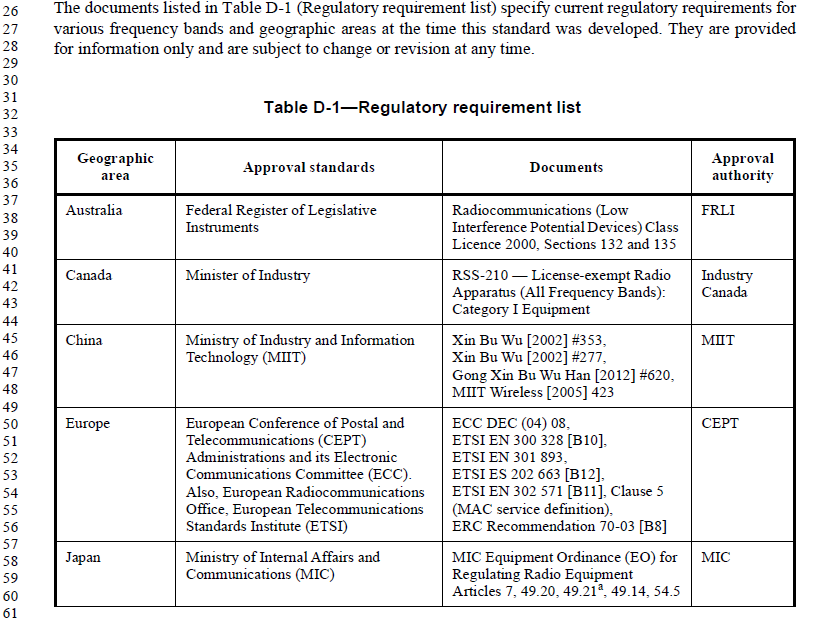 26 The documents listed in Table D-1 (Regulatory requirement list) specify current regulatory requirements for
27 various frequency bands and geographic areas at the time this standard was developed. They are provided
28 for information only and are subject to change or revision at any time.
29
30
31
32 Table D-1—Regulatory requirement list
33
34
35
36
37
38
39
40
41
42
43
44
45
46
47
48
49
50
51
52
53
54
55
56
57
58
59
60
61
Geographic area
Approval standards
Documents
Approval authority
Australia
Federal Register of Legislative
Instruments
Radiocommunications (Low
Interference Potential Devices) Class
Licence 2000, Sections 132 and 135
FRLI
Canada
Minister of Industry
RSS-210 — License-exempt Radio
Apparatus (All Frequency Bands):
Category I Equipment
Industry
Canada
China
Ministry of Industry and Information
Technology (MIIT)
Xin Bu Wu [2002] #353,
Xin Bu Wu [2002] #277,
Gong Xin Bu Wu Han [2012] #620,
MIIT Wireless [2005] 423
MIIT
Europe
European Conference of Postal and
Telecommunications (CEPT)
Administrations and its Electronic
Communications Committee (ECC).
Also, European Radiocommunications
Office, European Telecommunications
Standards Institute (ETSI)
ECC DEC (04) 08,
ETSI EN 300 328 [B10],
ETSI EN 301 893,
ETSI ES 202 663 [B12],
ETSI EN 302 571 [B11], Clause 5
(MAC service definition),
ERC Recommendation 70-03 [B8]
CEPT
Japan
Ministry of Internal Affairs and
Communications (MIC)
MIC Equipment Ordinance (EO) for
Regulating Radio Equipment
Articles 7, 49.20, 49.21a, 49.14, 54.5
MIC